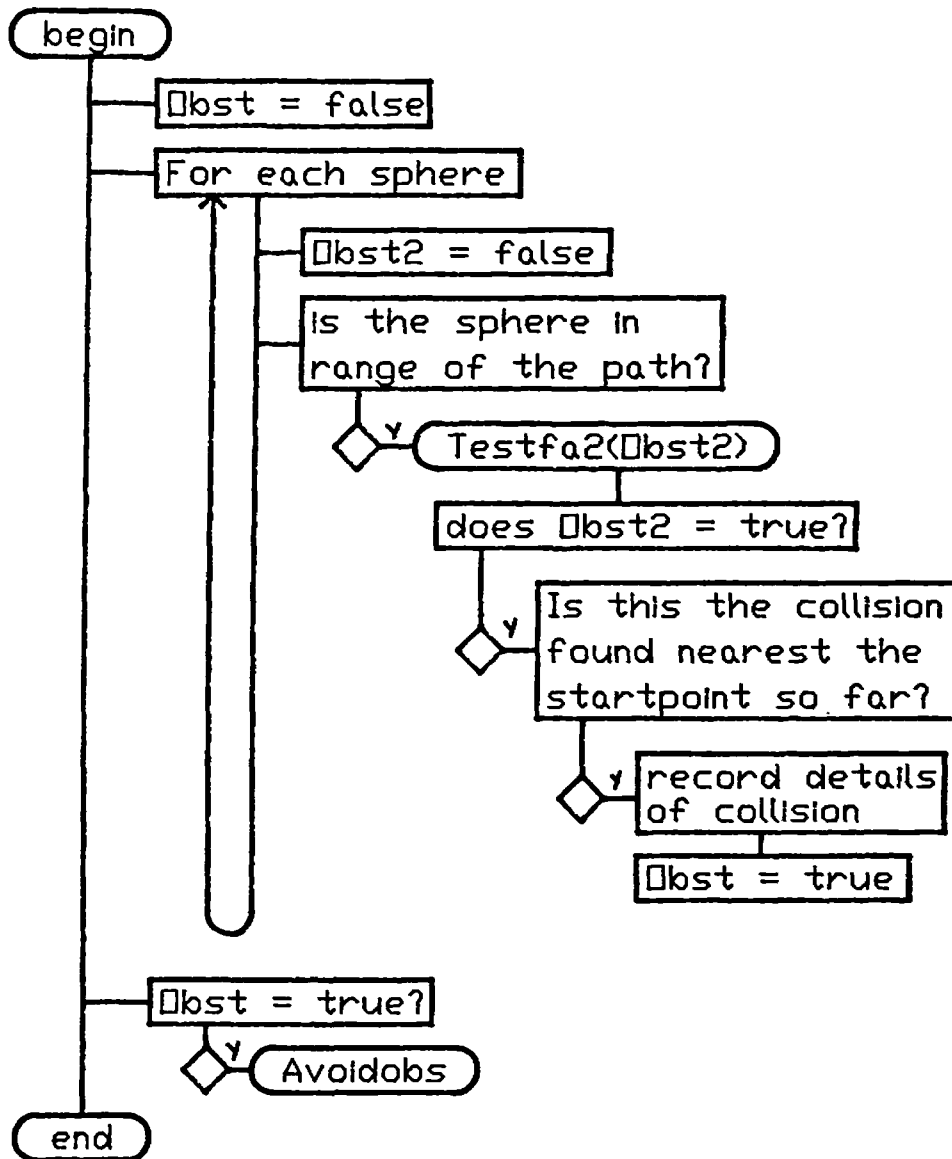 begin
Obst = false
For each sphere
Obst2 = false
is the sphere in
range of the path?
y
Testfa2(Obst2)
does Obst2 = true?
y
Is this the collision
found nearest the
startpoint so far?
y
record details
of collision
Obst = true
Obst = true?
y
Avoidobs
end